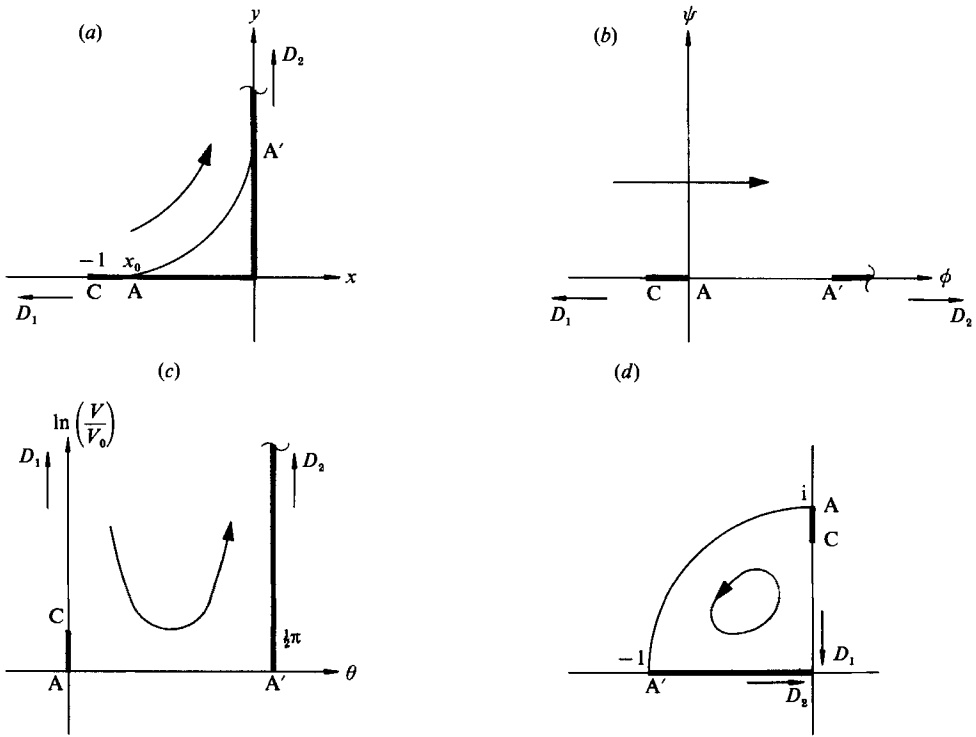 (a)
y
D₂
A′
−1
x₀
x
C
A
D₁
(b)
ψ
C
A
A′
ϕ
D₁
D₂
(c)
ln (V/V₀)
D₁
D₂
C
½π
A
A′
θ
(d)
i
A
C
−1
D₁
A′
D₂